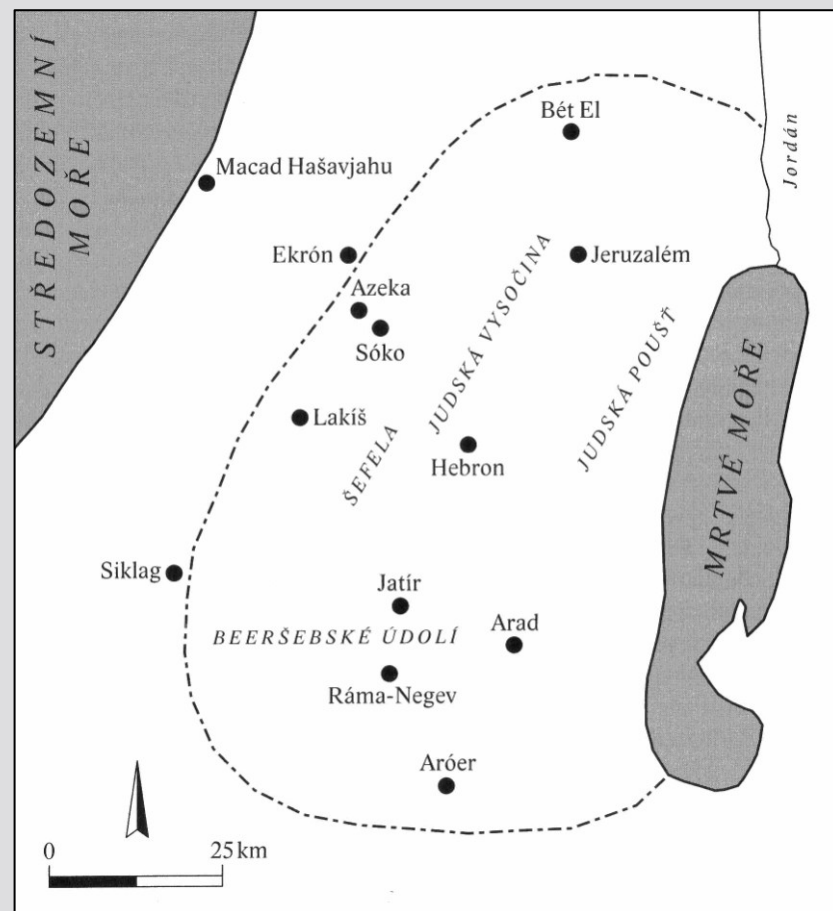 STŘEDOZEMNÍ
MOŘE
Bét El
Jordán
Macad Hašavjahu
Ekrón
Jeruzalém
Azeka
Sóko
JUDSKÁ VYSOČINA
JUDSKÁ POUŠŤ
Lakíš
ŠEFELA
Hebron
MRTVÉ MOŘE
Siklag
Jatír
Arad
BEERŠEBSKÉ ÚDOLÍ
Ráma-Negev
Aróer
0 25 km